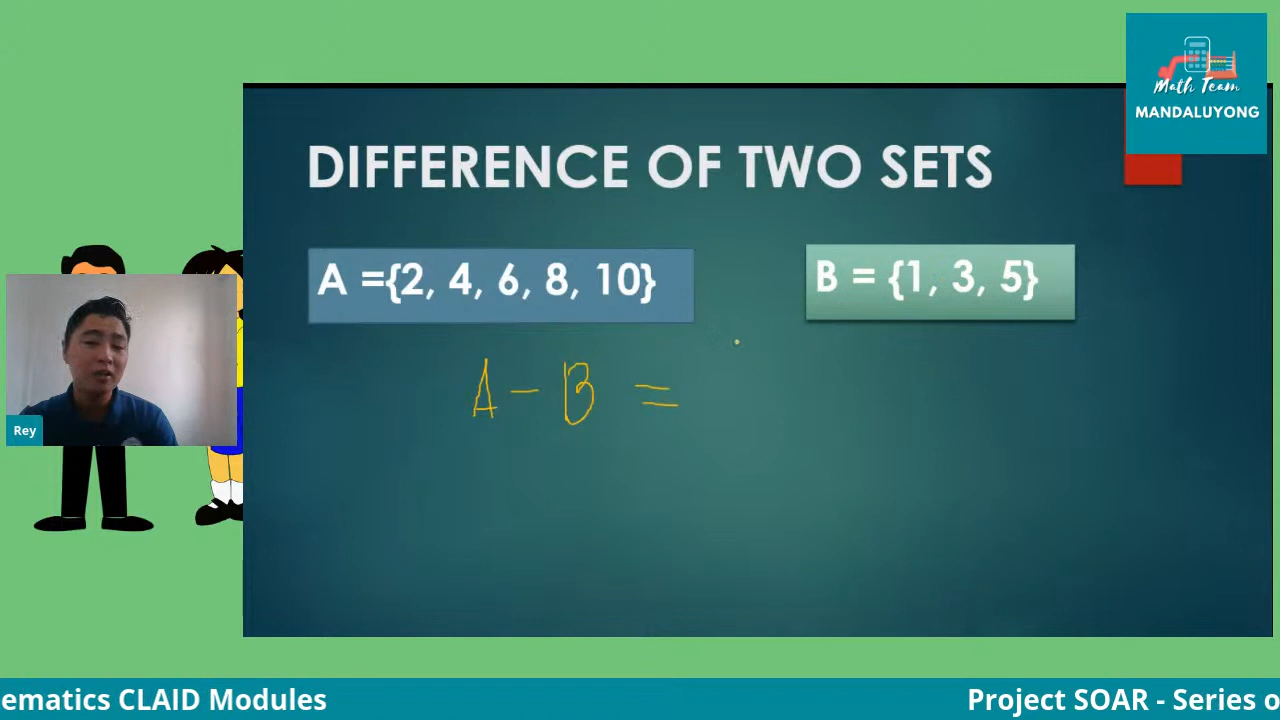 Math Team
MANDALUYONG
DIFFERENCE OF TWO SETS
A ={2, 4, 6, 8, 10}
B = {1, 3, 5}
A - B =
Rey
ematics CLAID Modules
Project SOAR - Series o